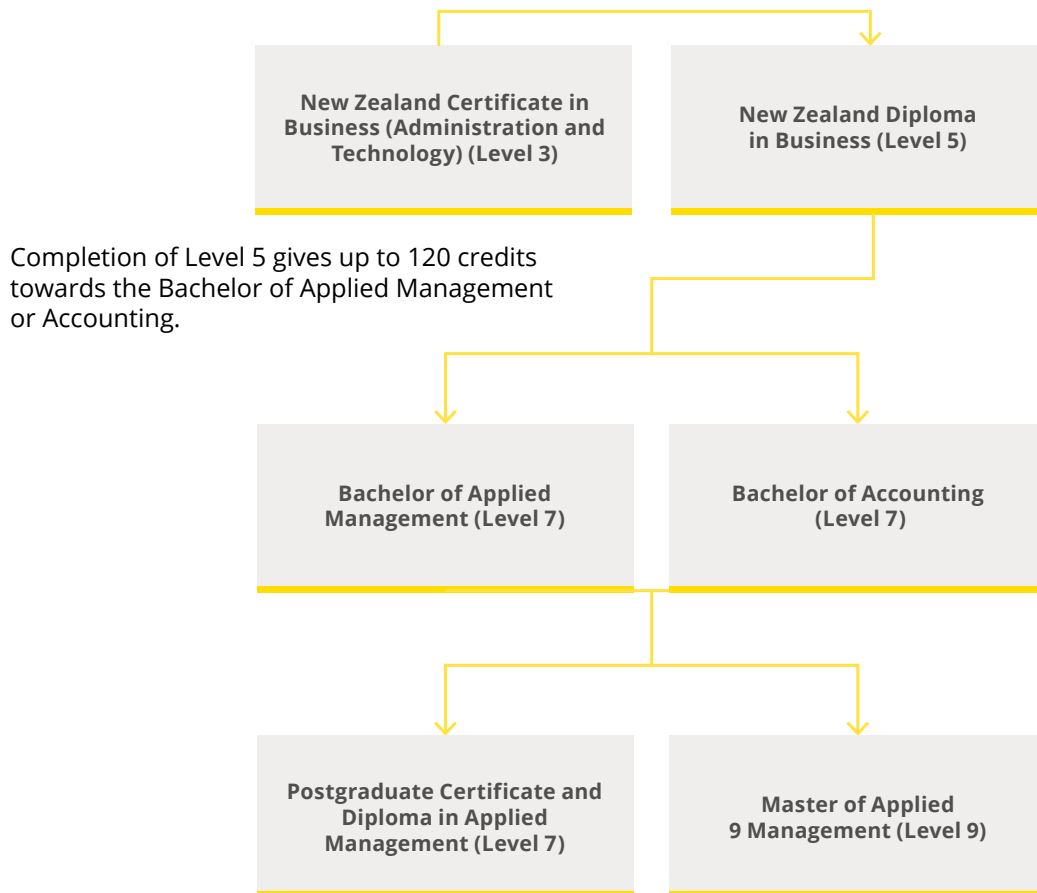 New Zealand Certificate in
Business (Administration and
Technology) (Level 3)
New Zealand Diploma
in Business (Level 5)
Completion of Level 5 gives up to 120 credits
towards the Bachelor of Applied Management
or Accounting.
Bachelor of Applied
Management (Level 7)
Bachelor of Accounting
(Level 7)
Postgraduate Certificate and
Diploma in Applied
Management (Level 7)
Master of Applied
9 Management (Level 9)